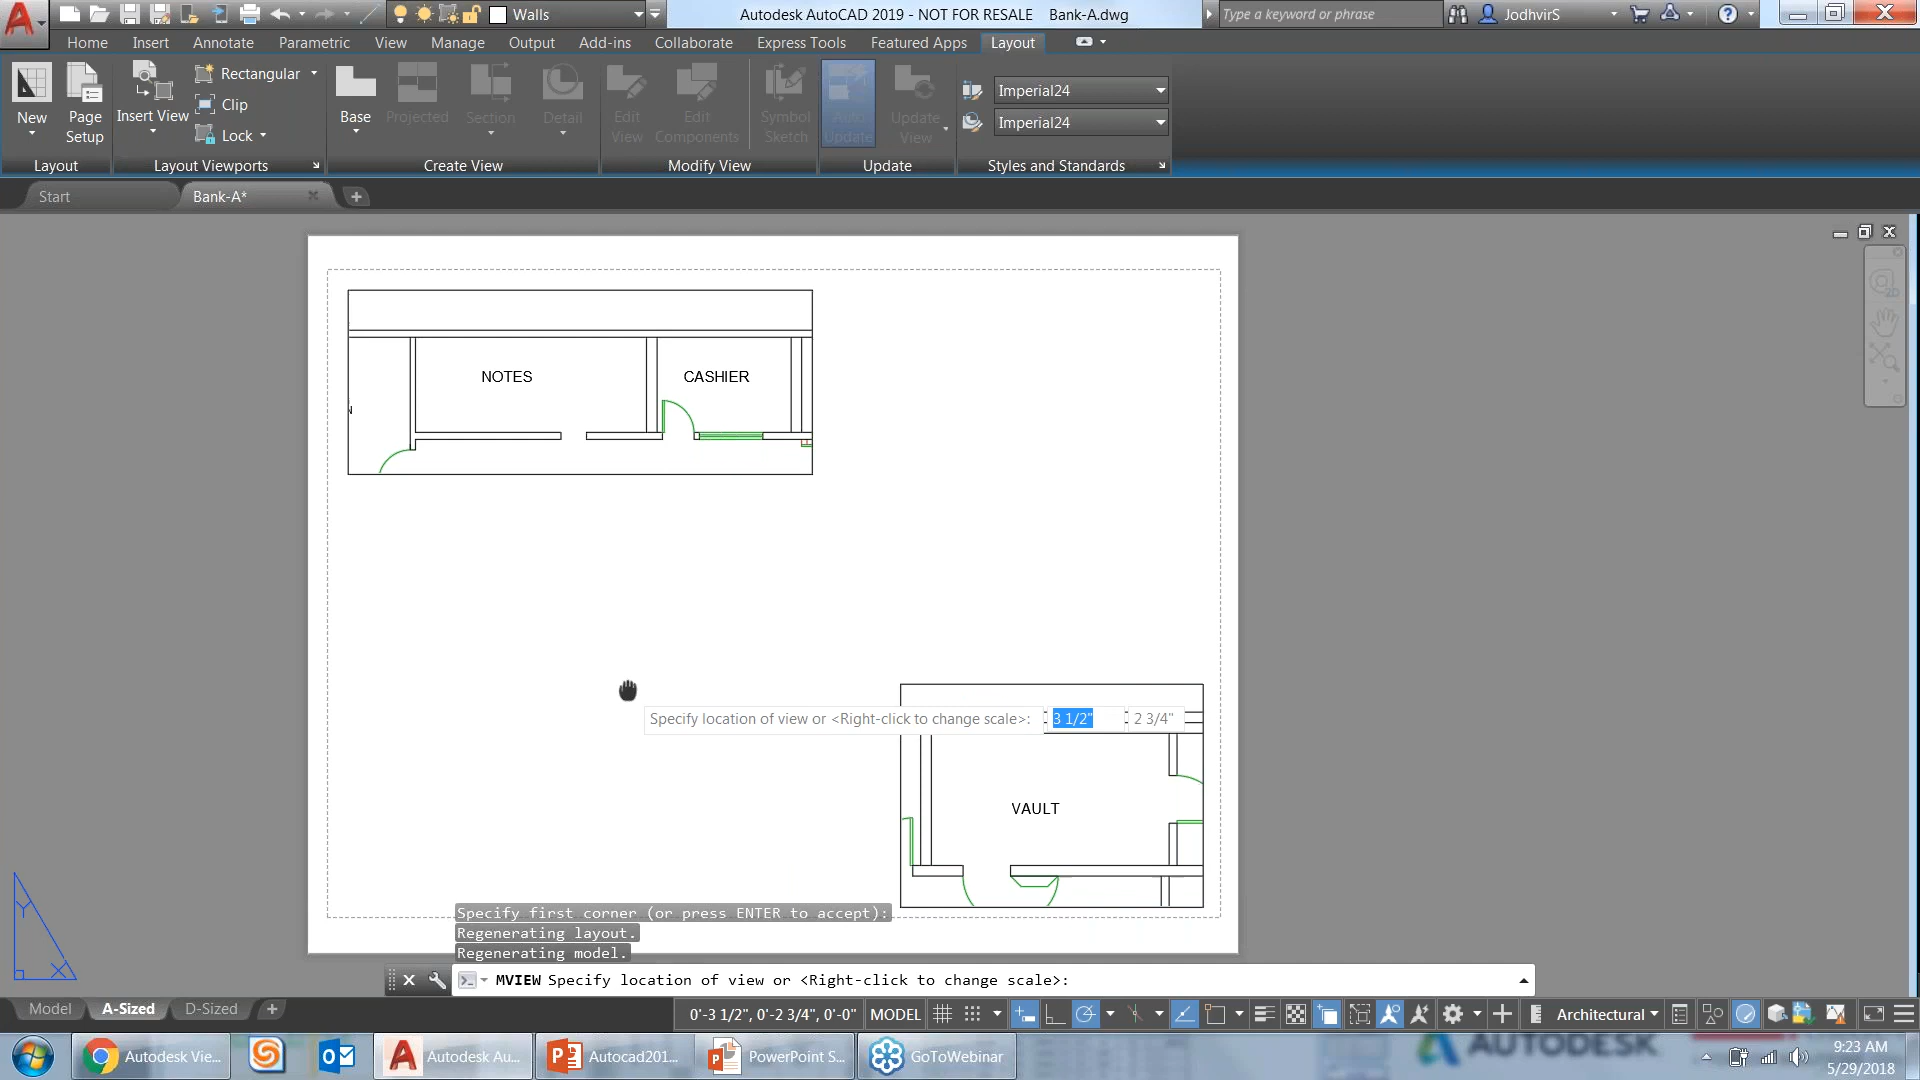 Walls
Autodesk AutoCAD 2019 - NOT FOR RESALE Bank-A.dwg
Type a keyword or phrase
JodhvirS
Home Insert Annotate Parametric View Manage Output Add-ins Collaborate Express Tools Featured Apps Layout
New
Page Setup
Insert View
Rectangular
Clip
Lock
Base
Projected
Section
Detail
Edit View
Edit Components
Symbol Sketch
Auto Update
Update View
Imperial24
Imperial24
Layout
Layout Viewports
Create View
Modify View
Update
Styles and Standards
Start
Bank-A*
2D
NOTES
CASHIER
N
Specify location of view or <Right-click to change scale>: 3 1/2" 2 3/4"
VAULT
Y
X
Specify first corner (or press ENTER to accept):
Regenerating layout.
Regenerating model.
MVIEW Specify location of view or <Right-click to change scale>:
Model A-Sized D-Sized
0'-3 1/2", 0'-2 3/4", 0'-0" MODEL
Architectural
Autodesk Vie...
Autodesk Au...
Autocad201...
PowerPoint S...
GoToWebinar
AUTODESK
9:23 AM
5/29/2018